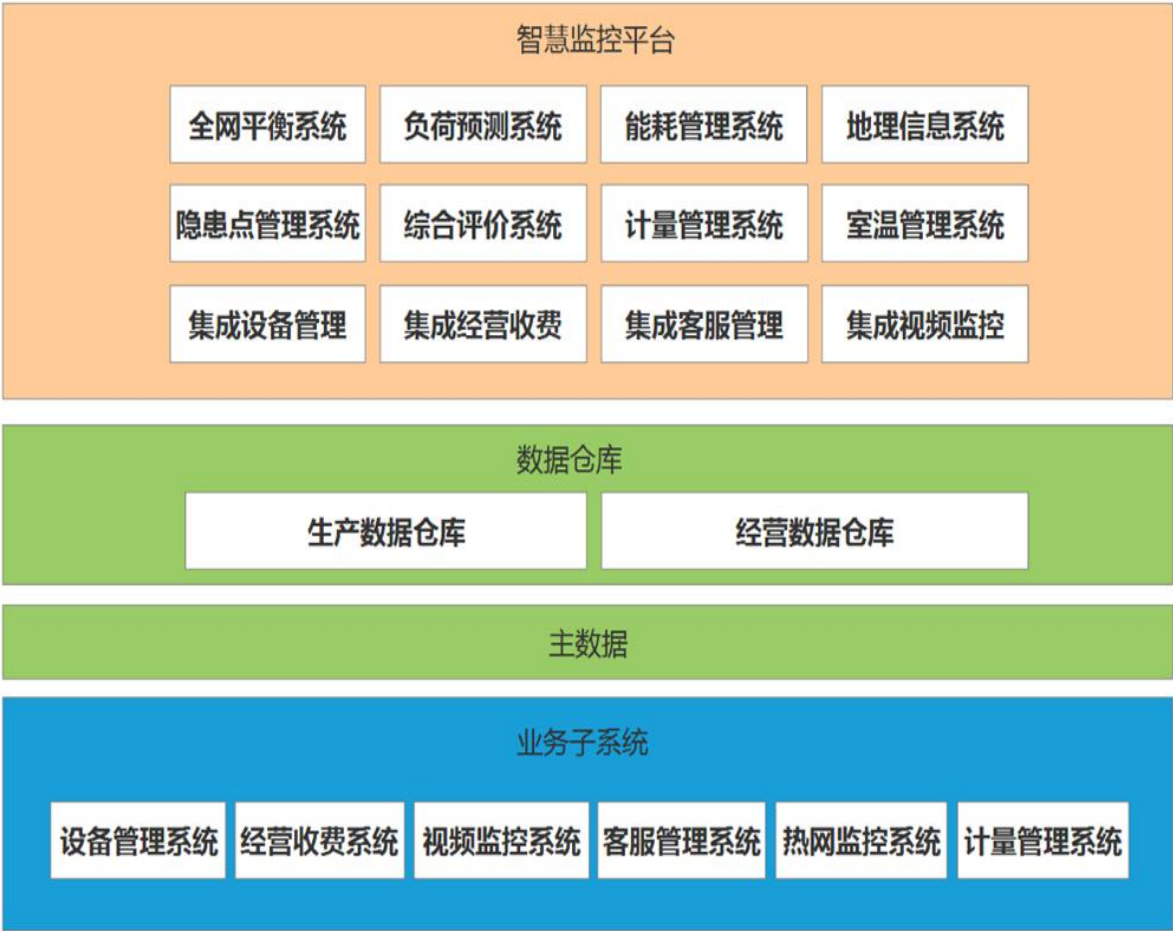 智慧监控平台
全网平衡系统 负荷预测系统 能耗管理系统 地理信息系统
隐患点管理系统 综合评价系统 计量管理系统 室温管理系统
集成设备管理 集成经营收费 集成客服管理 集成视频监控
数据仓库
生产数据仓库 经营数据仓库
主数据
业务子系统
设备管理系统 经营收费系统 视频监控系统 客服管理系统 热网监控系统 计量管理系统